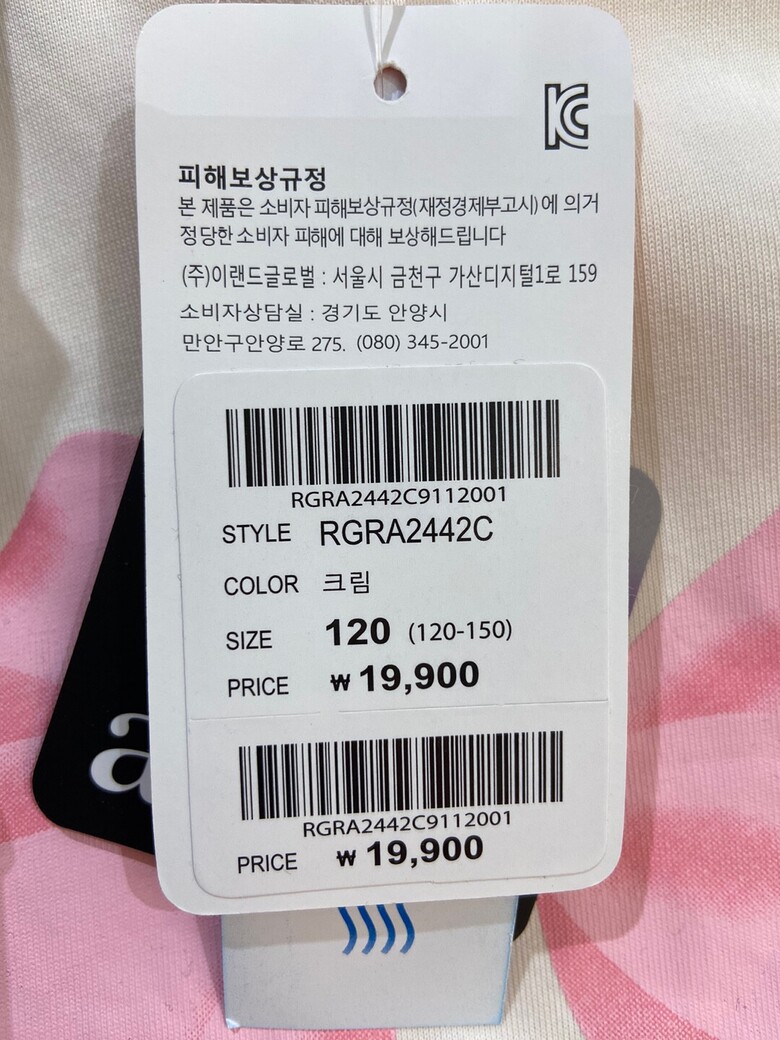 KC
피해보상규정
본 제품은 소비자 피해보상규정(재정경제부고시)에 의거
정당한 소비자 피해에 대해 보상해드립니다
(주)이랜드글로벌 : 서울시 금천구 가산디지털1로 159
소비자상담실 : 경기도 안양시
만안구안양로 275. (080) 345-2001
RGRA2442C9112001
STYLE RGRA2442C
COLOR 크림
SIZE 120 (120-150)
PRICE ₩ 19,900
a
RGRA2442C9112001
PRICE ₩ 19,900